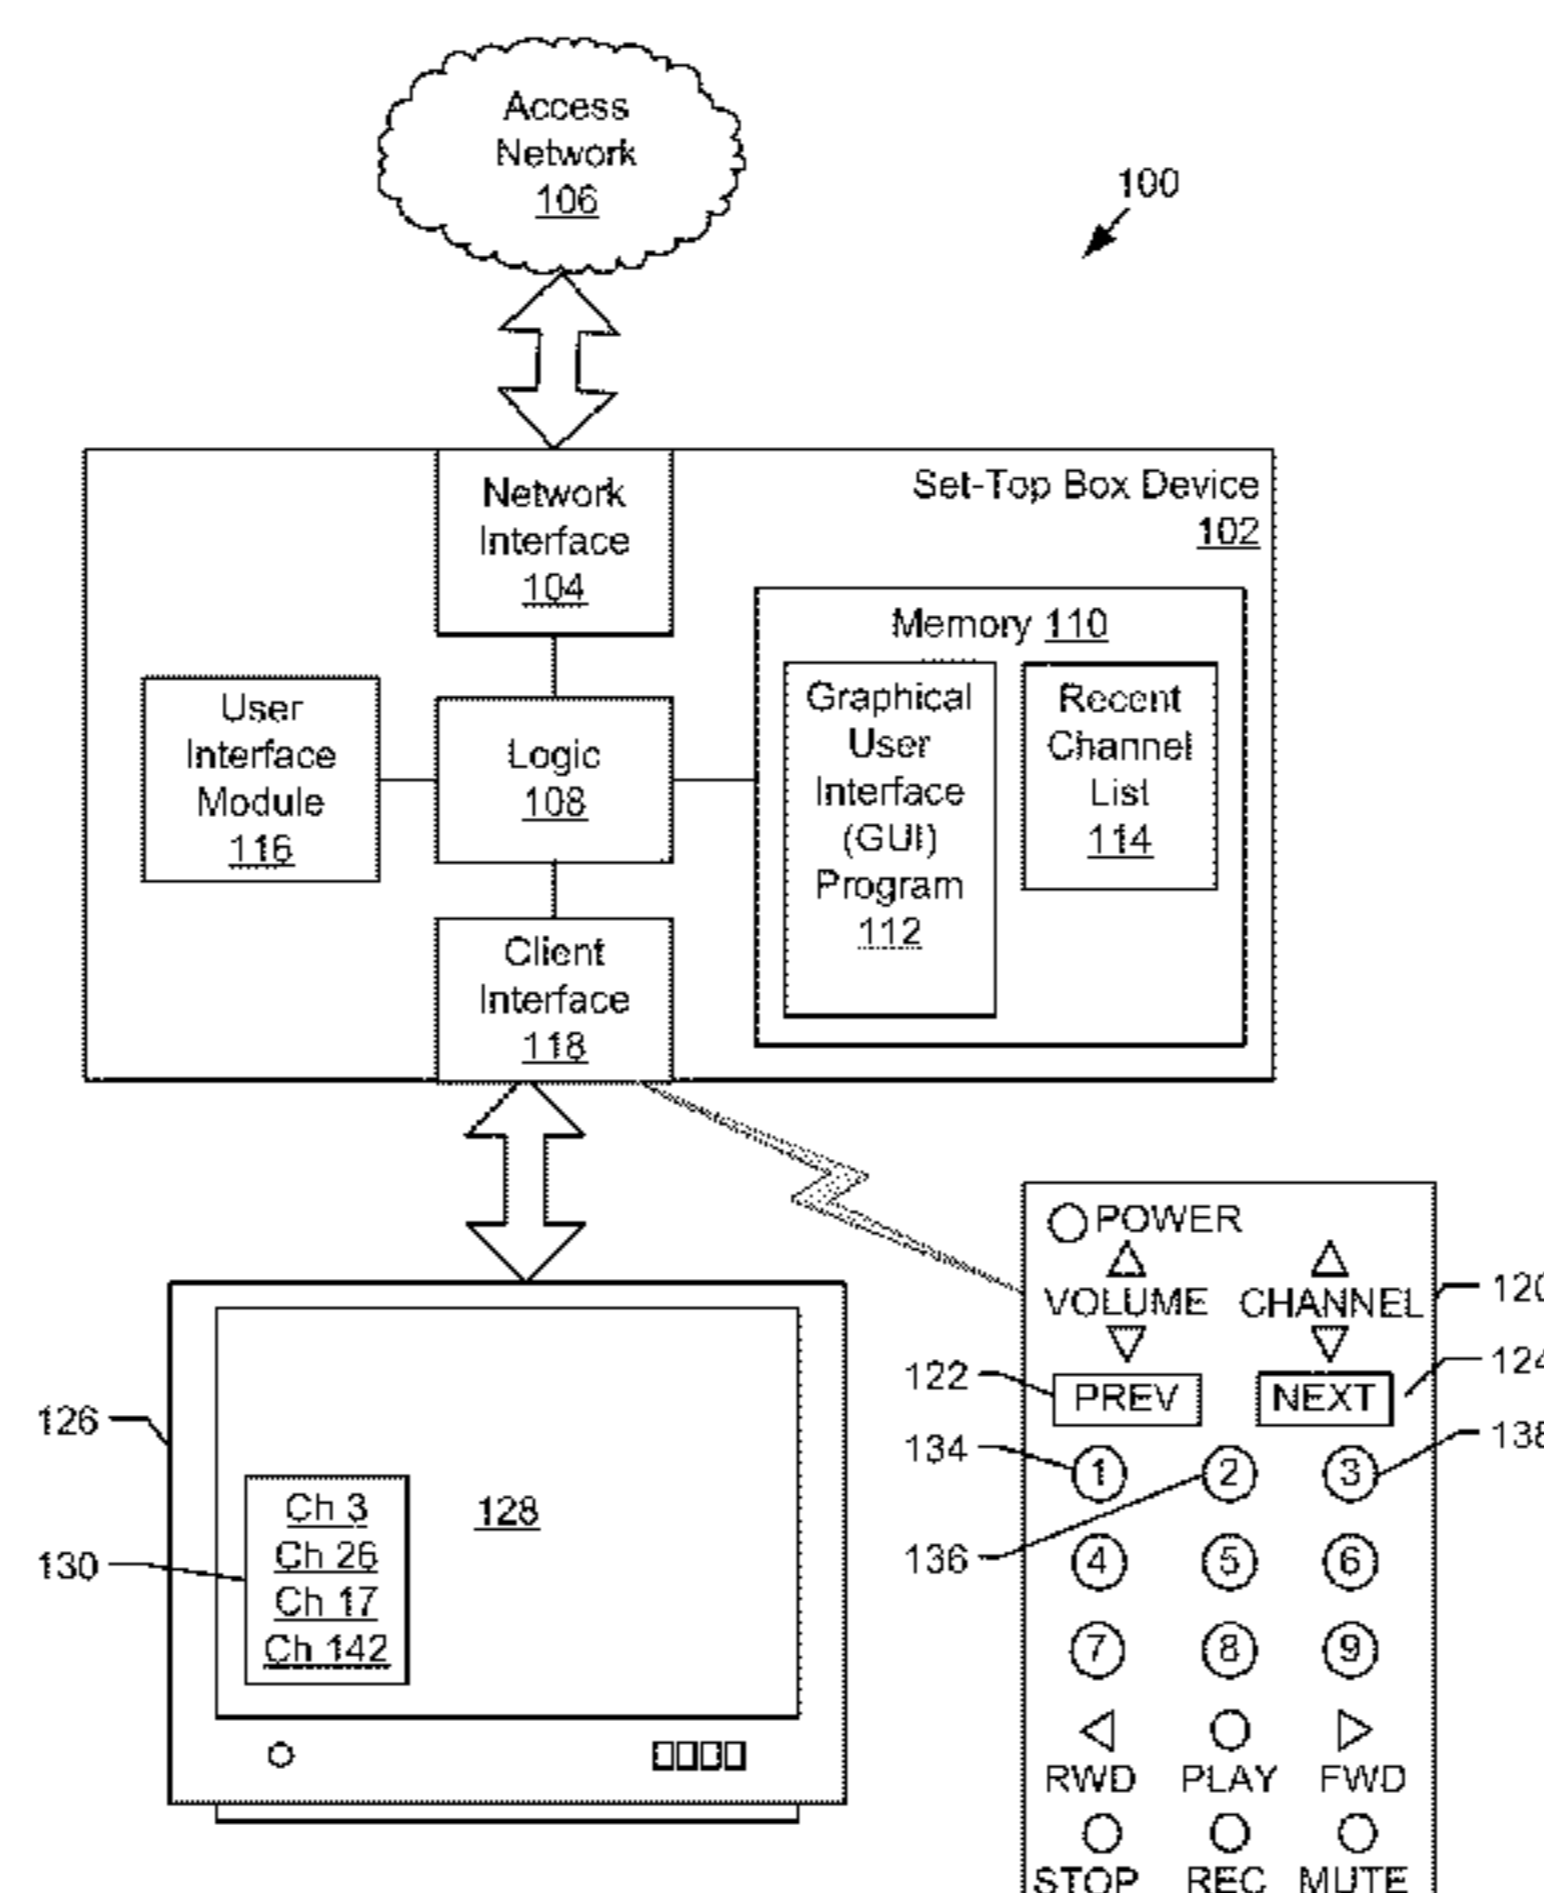 Access
Network
106
100
Set-Top Box Device
102
Network
Interface
104
Memory 110
User
Interface
Module
116
Logic
108
Graphical
User
Interface
(GUI)
Program
112
Recent
Channel
List
114
Client
Interface
118
POWER
VOLUME CHANNEL
120
122 PREV NEXT 124
134 1 2 3 138
136 4 5 6
7 8 9
RWD PLAY FWD
STOP REC MUTE
126
128
130
Ch 3
Ch 26
Ch 17
Ch 142